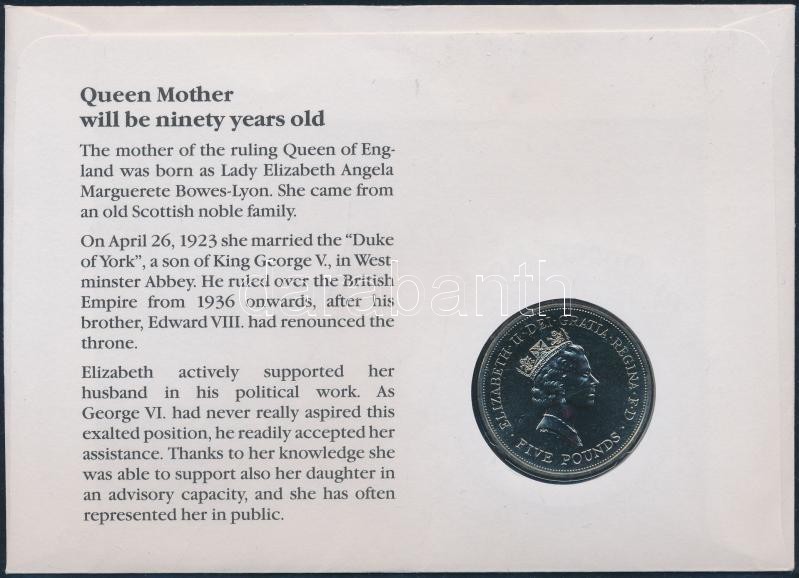 Queen Mother
will be ninety years old
The mother of the ruling Queen of Eng-
land was born as Lady Elizabeth Angela
Marguerete Bowes-Lyon. She came from
an old Scottish noble family.
On April 26, 1923 she married the “Duke
of York”, a son of King George V., in West
minster Abbey. He ruled over the British
Empire from 1936 onwards, after his
brother, Edward VIII. had renounced the
throne.
Elizabeth actively supported her
husband in his political work. As
George VI. had never really aspired this
exalted position, he readily accepted her
assistance. Thanks to her knowledge she
was able to support also her daughter in
an advisory capacity, and she has often
represented her in public.
darabanth
ELIZABETH·II·DEI·GRATIA·REGINA·F·D·
FIVE POUNDS